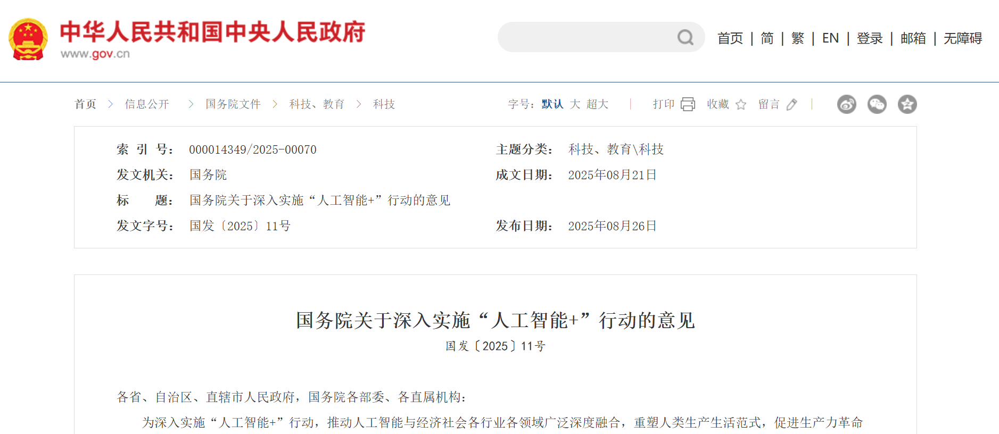 中华人民共和国中央人民政府
www.gov.cn
首页 | 简 | 繁 | EN | 登录 | 邮箱 | 无障碍
首页 > 信息公开 > 国务院文件 > 科技、教育 > 科技
字号：默认 大 超大 | 打印 收藏 留言 |
索 引 号： 000014349/2025-00070 主题分类： 科技、教育\科技
发文机关： 国务院 成文日期： 2025年08月21日
标 题： 国务院关于深入实施“人工智能+”行动的意见
发文字号： 国发〔2025〕11号 发布日期： 2025年08月26日
国务院关于深入实施“人工智能+”行动的意见
国发〔2025〕11号
各省、自治区、直辖市人民政府，国务院各部委、各直属机构：
为深入实施“人工智能+”行动，推动人工智能与经济社会各行业各领域广泛深度融合，重塑人类生产生活范式，促进生产力革命